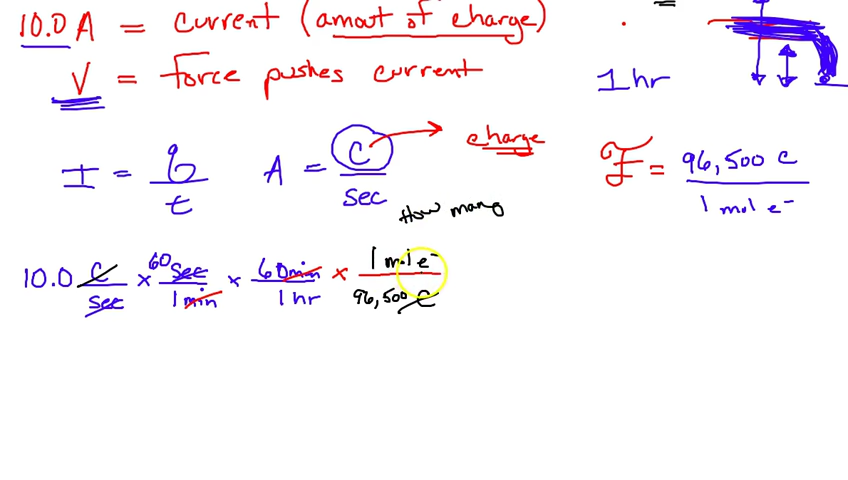 10.0 A = current (amout of charge)
V = Force pushes current
1 hr
I = q/t
A = C/sec
charge
F = 96,500 C / 1 mol e⁻
How many
10.0 C/sec × 60 sec/1 min × 60 min/1 hr × 1 mol e⁻/96,500 C